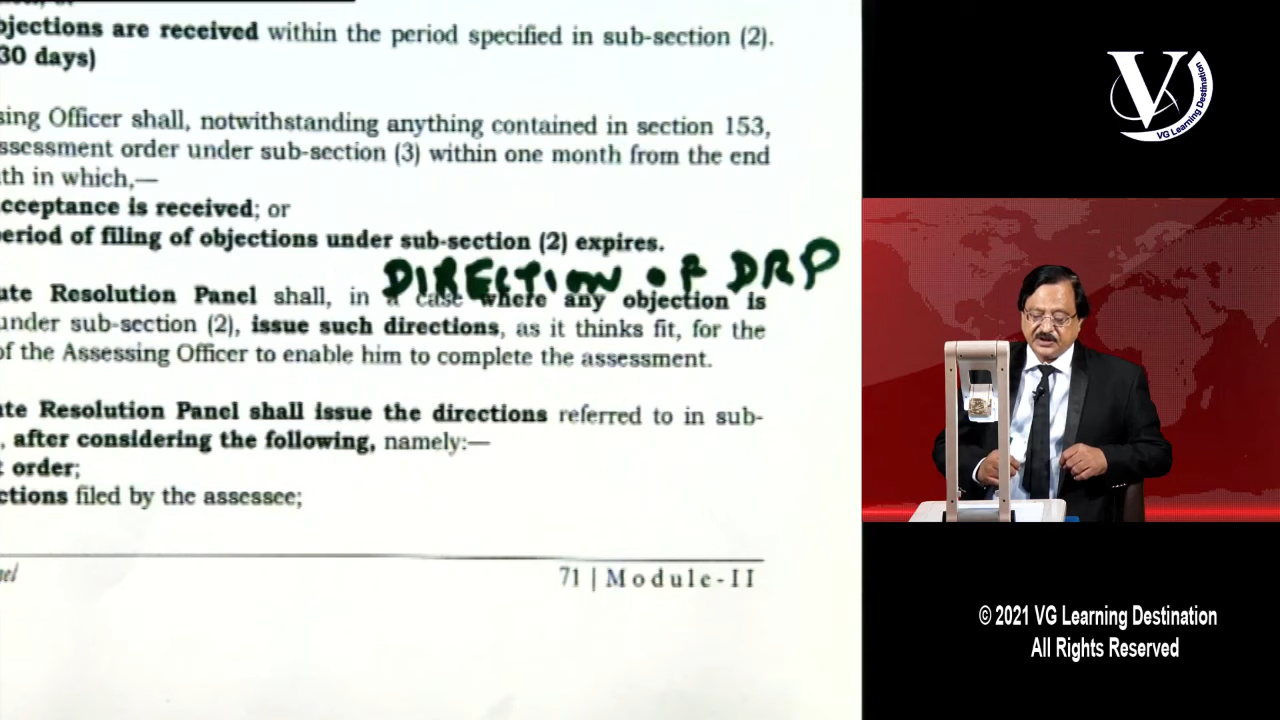 bjections are received within the period specified in sub-section (2).
30 days)
sing Officer shall, notwithstanding anything contained in section 153,
ssessment order under sub-section (3) within one month from the end
th in which,—
cceptance is received; or
eriod of filing of objections under sub-section (2) expires.
DIRECTION OF DRP
ute Resolution Panel shall, in a case where any objection is
under sub-section (2), issue such directions, as it thinks fit, for the
of the Assessing Officer to enable him to complete the assessment.
ute Resolution Panel shall issue the directions referred to in sub-
, after considering the following, namely:—
t order;
ctions filed by the assessee;
nel
71 | Module-II
V
VG Learning Destination
© 2021 VG Learning Destination
All Rights Reserved